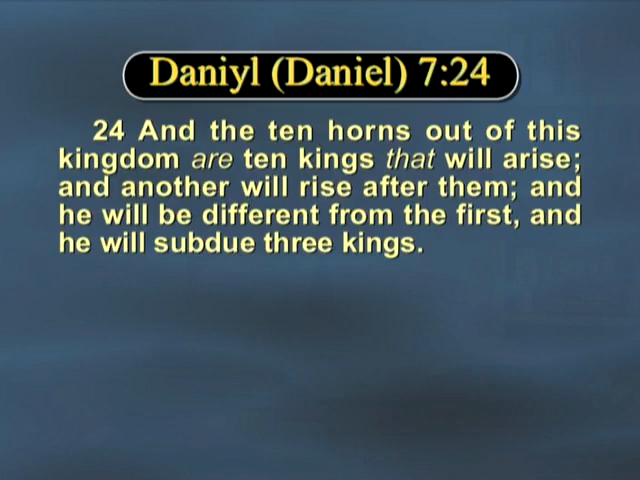 Daniyl (Daniel) 7:24
24 And the ten horns out of this
kingdom are ten kings that will arise;
and another will rise after them; and
he will be different from the first, and
he will subdue three kings.